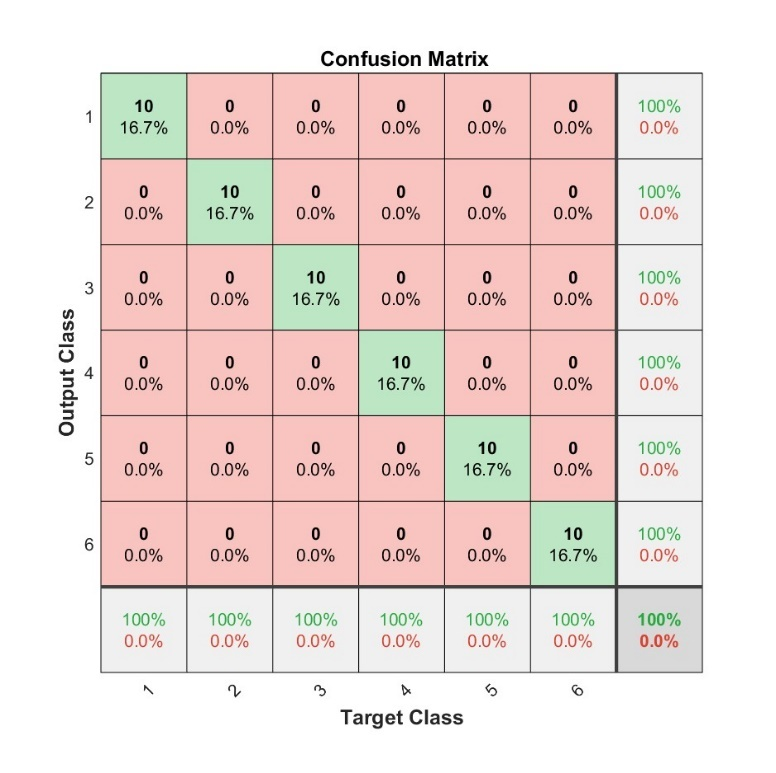 Confusion Matrix
1 10 0 0 0 0 0 100%
16.7% 0.0% 0.0% 0.0% 0.0% 0.0% 0.0%
2 0 10 0 0 0 0 100%
0.0% 16.7% 0.0% 0.0% 0.0% 0.0% 0.0%
3 0 0 10 0 0 0 100%
0.0% 0.0% 16.7% 0.0% 0.0% 0.0% 0.0%
4 0 0 0 10 0 0 100%
0.0% 0.0% 0.0% 16.7% 0.0% 0.0% 0.0%
5 0 0 0 0 10 0 100%
0.0% 0.0% 0.0% 0.0% 16.7% 0.0% 0.0%
6 0 0 0 0 0 10 100%
0.0% 0.0% 0.0% 0.0% 0.0% 16.7% 0.0%
100% 100% 100% 100% 100% 100% 100%
0.0% 0.0% 0.0% 0.0% 0.0% 0.0% 0.0%
1 2 3 4 5 6
Target Class
Output Class